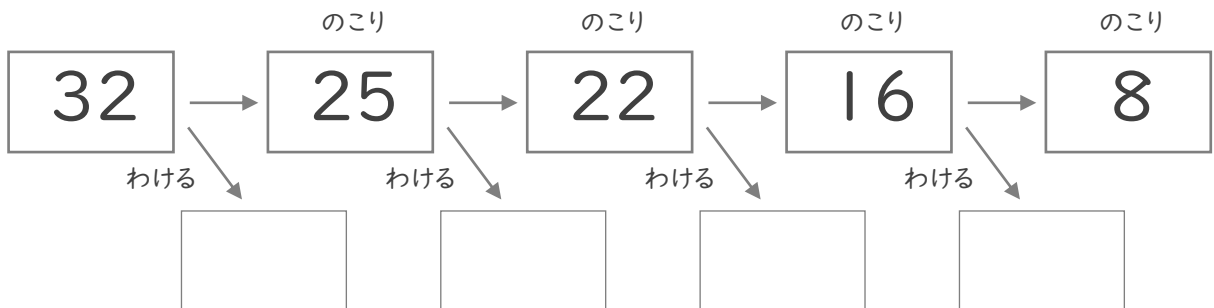 のこり のこり のこり のこり
32 25 22 16 8
わける わける わける わける